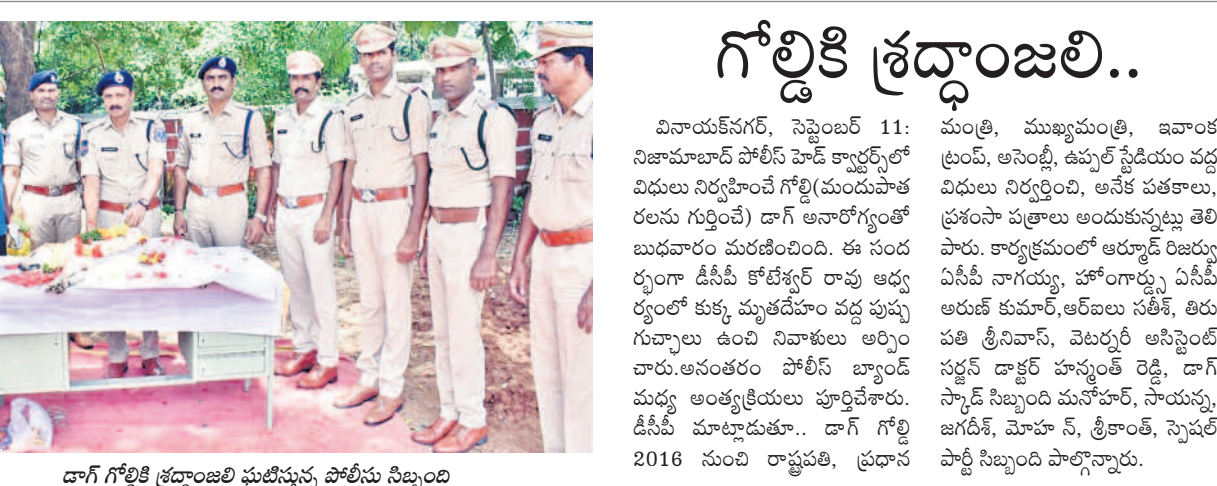 గోల్డికి శ్రద్ధాంజలి..
వినాయక్‌నగర్, సెప్టెంబర్ 11:
నిజామాబాద్ పోలీస్ హెడ్ క్వార్టర్స్‌లో
విధులు నిర్వహించే గోల్డి(మందుపాత
రలను గుర్తించే) డాగ్ అనారోగ్యంతో
బుధవారం మరణించింది. ఈ సంద
ర్భంగా డీసీపీ కోటేశ్వర్ రావు ఆధ్వ
ర్యంలో కుక్క మృతదేహం వద్ద పుష్ప
గుచ్ఛాలు ఉంచి నివాళులు అర్పిం
చారు.అనంతరం పోలీస్ బ్యాండ్
మధ్య అంత్యక్రియలు పూర్తిచేశారు.
డీసీపీ మాట్లాడుతూ.. డాగ్ గోల్డి
2016 నుంచి రాష్ట్రపతి, ప్రధాన
మంత్రి, ముఖ్యమంత్రి, ఇవాంక
ట్రంప్, అసెంబ్లీ, ఉప్పల్ స్టేడియం వద్ద
విధులు నిర్వర్తించి, అనేక పతకాలు,
ప్రశంసా పత్రాలు అందుకున్నట్లు తెలి
పారు. కార్యక్రమంలో ఆర్మూడ్ రిజర్వు
ఏసీపీ నాగయ్య, హోంగార్డ్సు ఏసీపీ
అరుణ్ కుమార్,ఆర్ఐలు సతీశ్, తిరు
పతి శ్రీనివాస్, వెటర్నరీ అసిస్టెంట్
సర్జన్ డాక్టర్ హన్మంత్ రెడ్డి, డాగ్
స్కాడ్ సిబ్బంది మనోహర్, సాయన్న,
జగదీశ్, మోహ న్, శ్రీకాంత్, స్పెషల్
పార్టీ సిబ్బంది పాల్గొన్నారు.
డాగ్ గోల్డికి శ్రద్ధాంజలి ఘటిస్తున్న పోలీసు సిబ్బంది